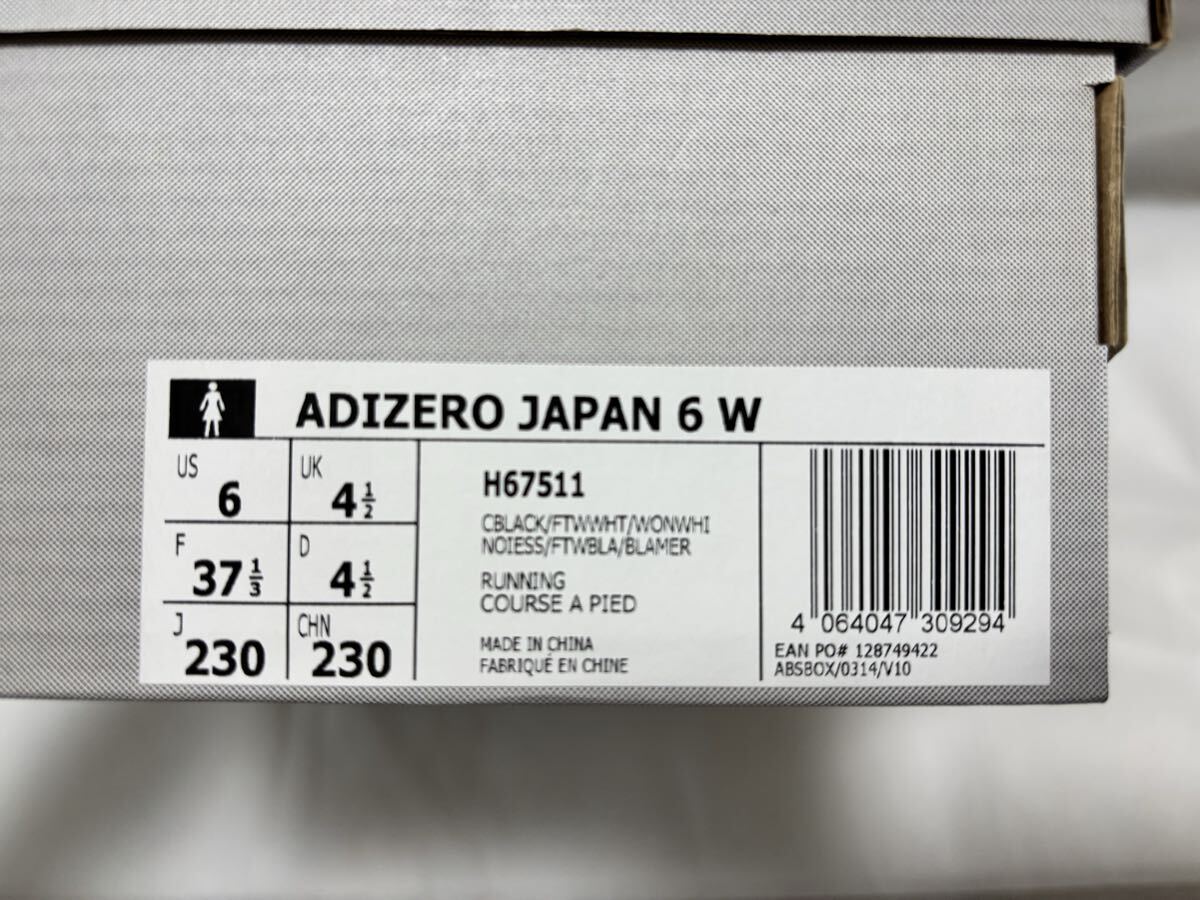 ADIZERO JAPAN 6 W
US 6
UK 4½
F 37⅓
D 4½
J 230
CHN 230
H67511
CBLACK/FTWWHT/WONWHI
NOIESS/FTWBLA/BLAMER
RUNNING
COURSE A PIED
MADE IN CHINA
FABRIQUÉ EN CHINE
4 064047 309294
EAN PO# 128749422
ABSBOX/0314/V10